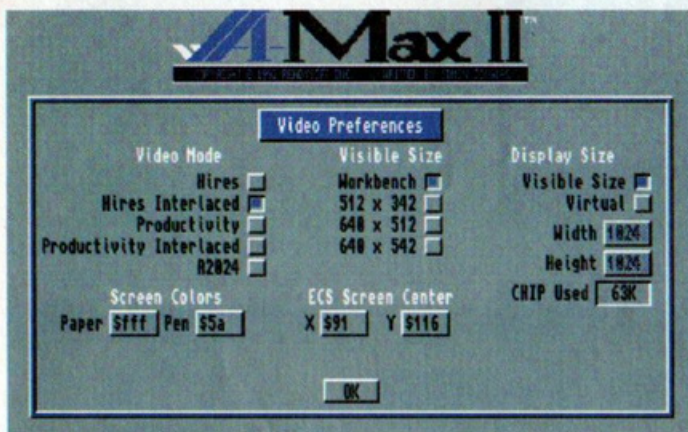 A-Max II™
Video Preferences
Video Mode
Hires
Hires Interlaced
Productivity
Productivity Interlaced
A2024
Visible Size
Workbench
512 x 342
640 x 512
640 x 542
Display Size
Visible Size
Virtual
Width 1024
Height 1024
CHIP Used 63K
Screen Colors
Paper $fff Pen $5a
ECS Screen Center
X $91 Y $116
OK